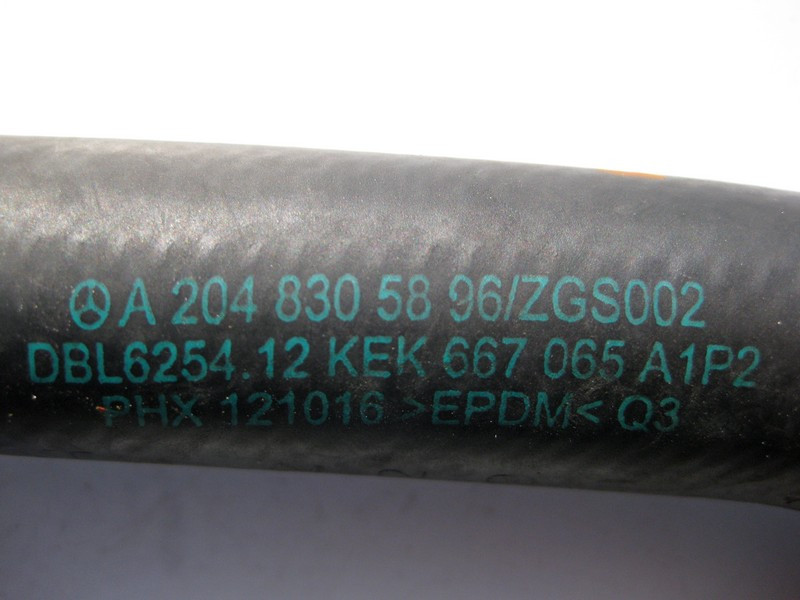 A 204 830 58 96/ZGS002
DBL6254.12 KEK 667 065 A1P2
PHX 121016 >EPDM< Q3